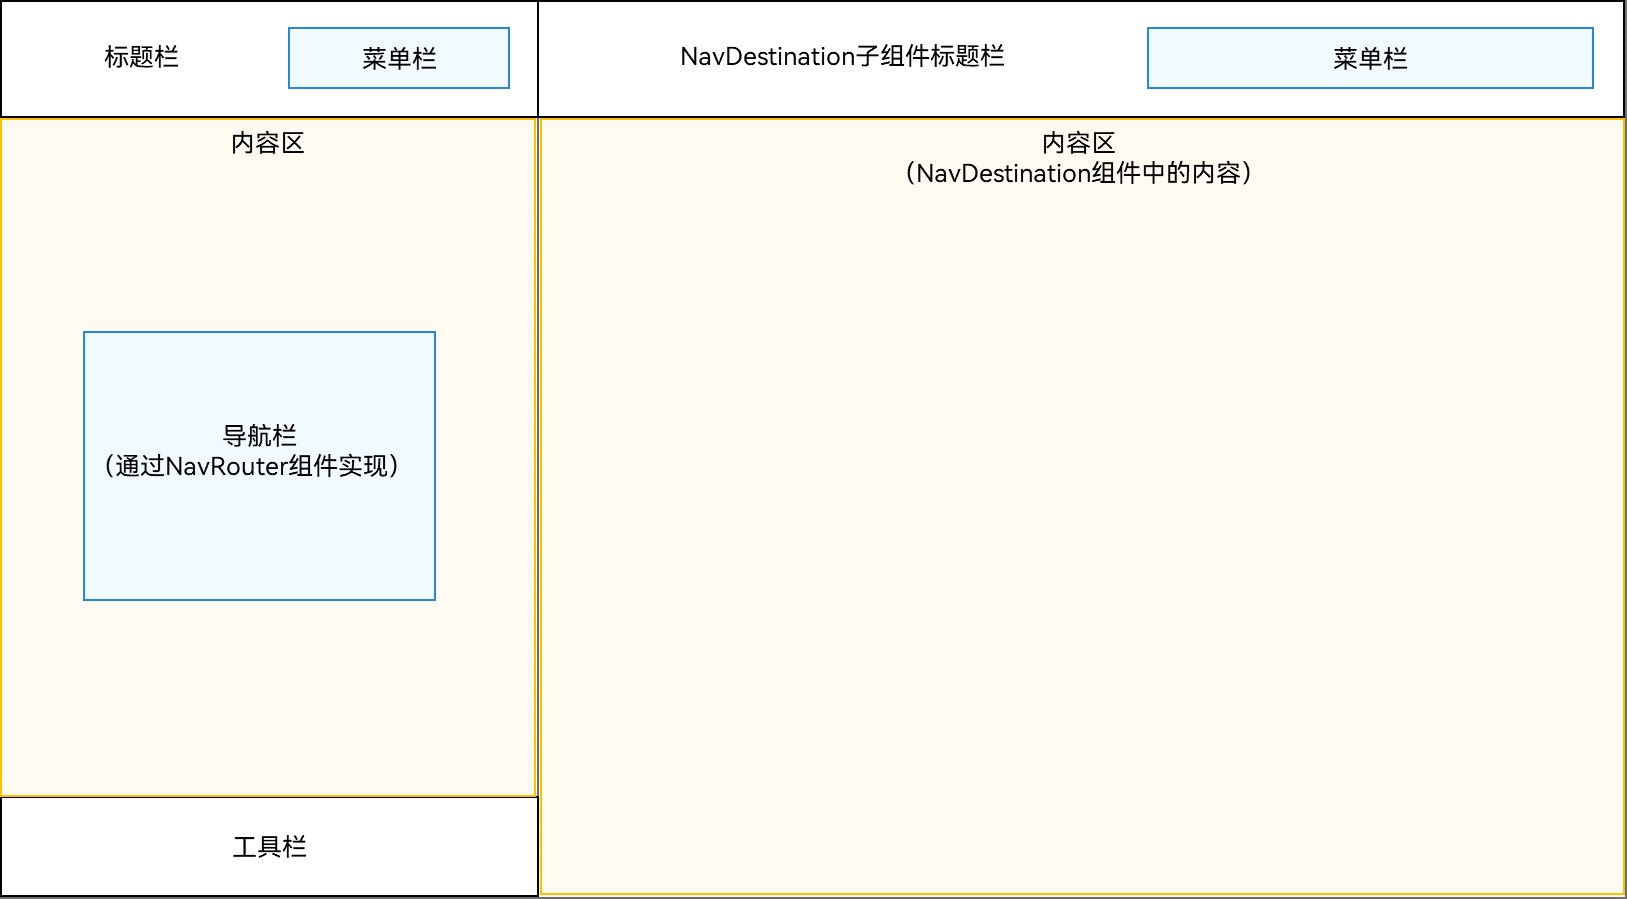 标题栏
菜单栏
NavDestination子组件标题栏
菜单栏
内容区
导航栏
（通过NavRouter组件实现）
工具栏
内容区
（NavDestination组件中的内容）